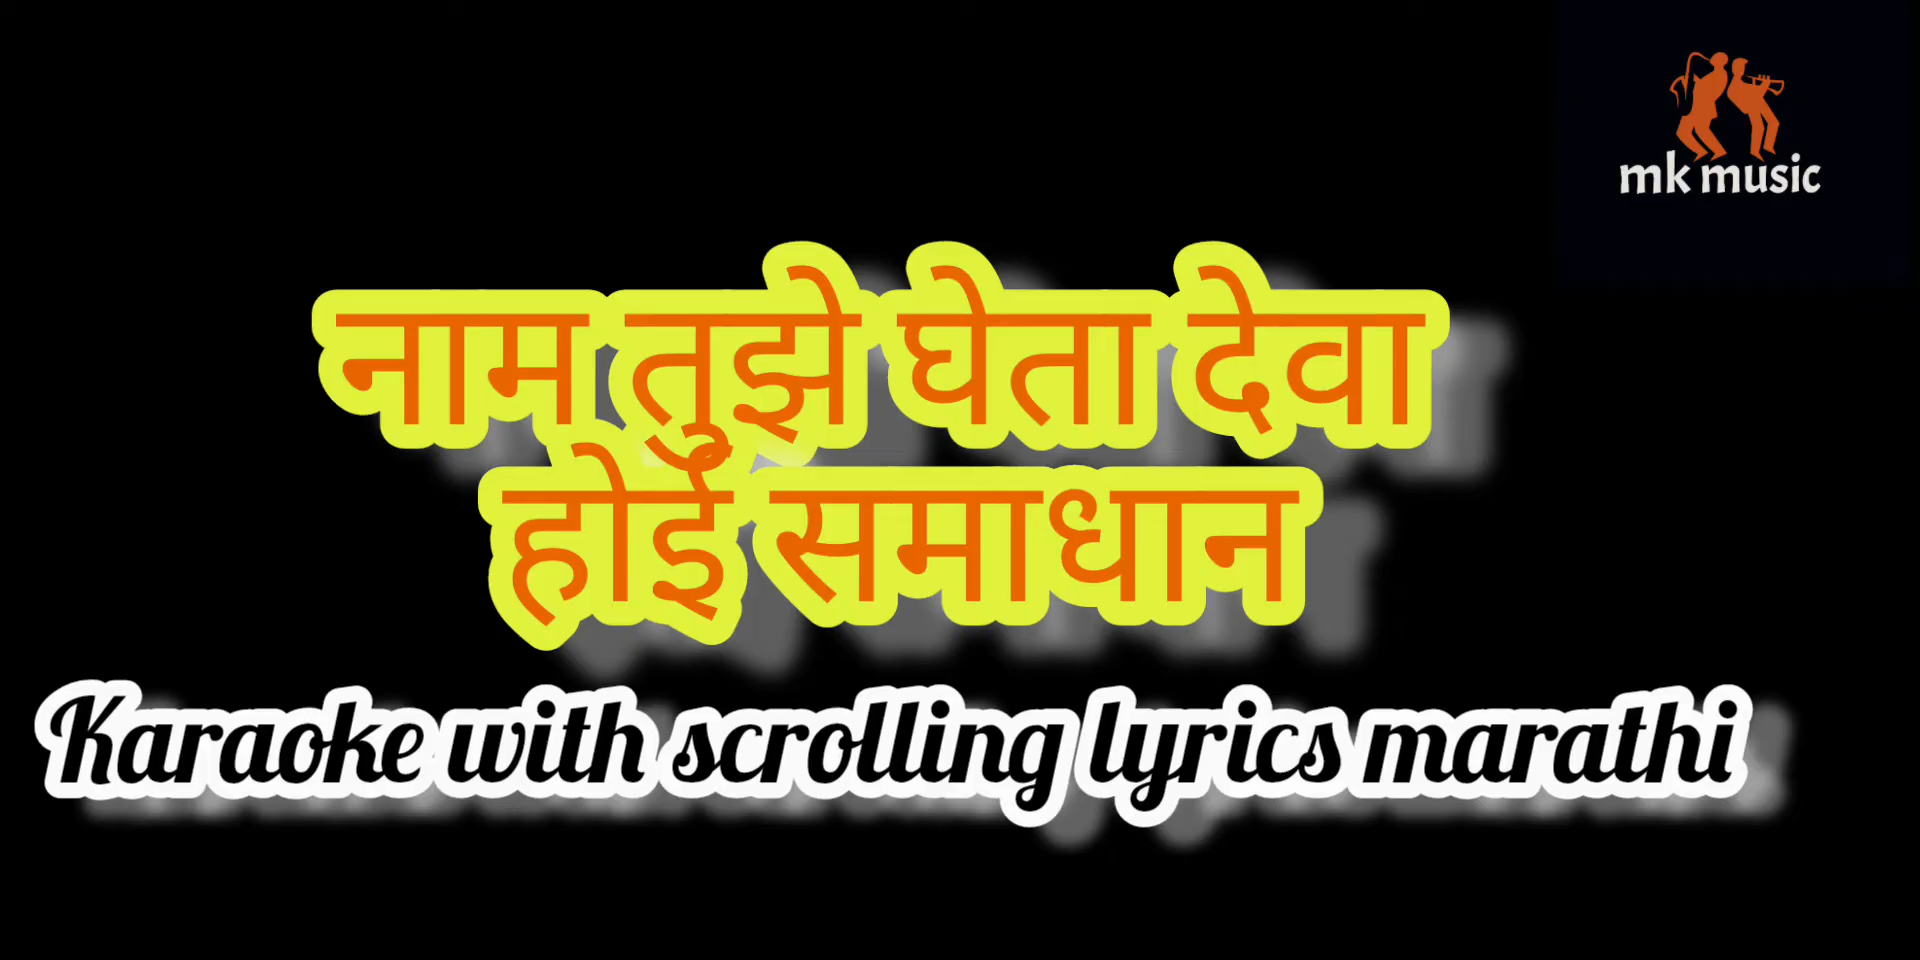 mk music
नाम तुझे घेता देवा
होई समाधान
Karaoke with scrolling lyrics marathi